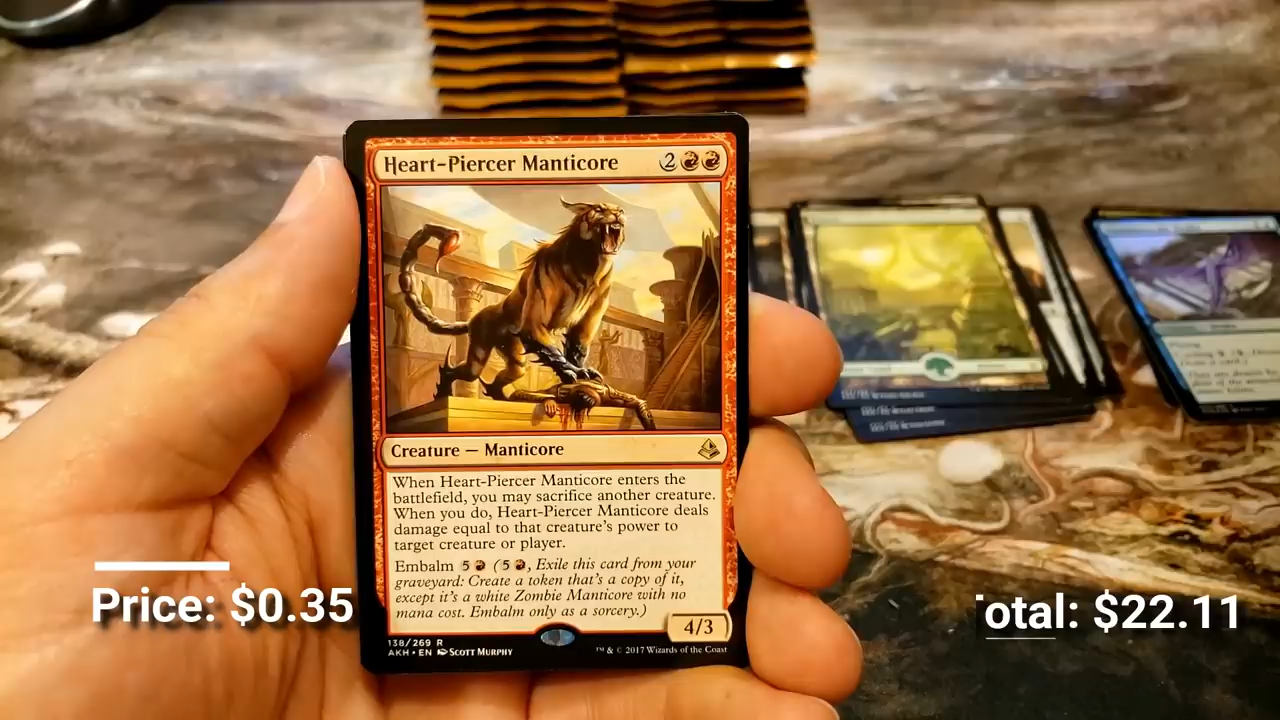 Heart-Piercer Manticore 2
Creature — Manticore
When Heart-Piercer Manticore enters the
battlefield, you may sacrifice another creature.
When you do, Heart-Piercer Manticore deals
damage equal to that creature's power to
target creature or player.
Embalm 5 (5, Exile this card from your
graveyard: Create a token that's a copy of it,
except it's a white Zombie Manticore with no
mana cost. Embalm only as a sorcery.)
4/3
138/269 R
AKH • EN Scott Murphy
™ & © 2017 Wizards of the Coast
Price: $0.35
otal: $22.11